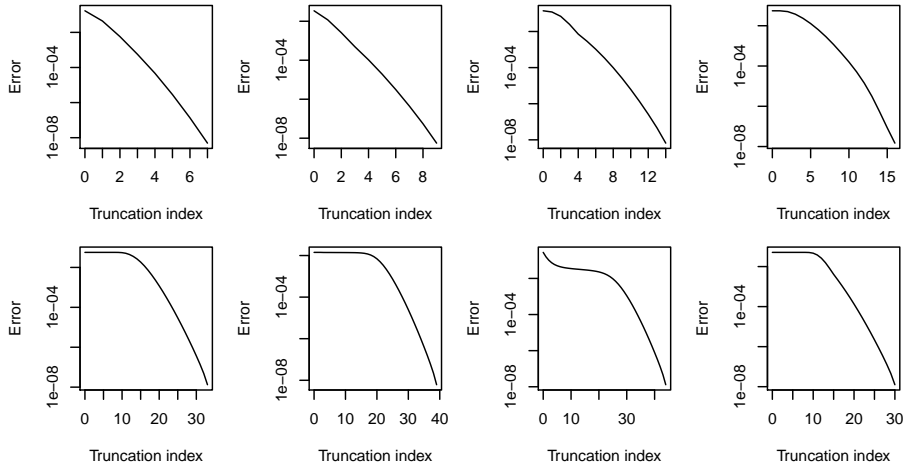 Error
1e−04
1e−08
0 2 4 6
Truncation index
Error
1e−04
1e−08
0 2 4 6 8
Truncation index
Error
1e−04
1e−08
0 4 8 12
Truncation index
Error
1e−04
1e−08
0 5 10 15
Truncation index
Error
1e−04
1e−08
0 10 20 30
Truncation index
Error
1e−04
1e−08
0 10 20 30 40
Truncation index
Error
1e−04
1e−08
0 10 30
Truncation index
Error
1e−04
1e−08
0 10 20 30
Truncation index